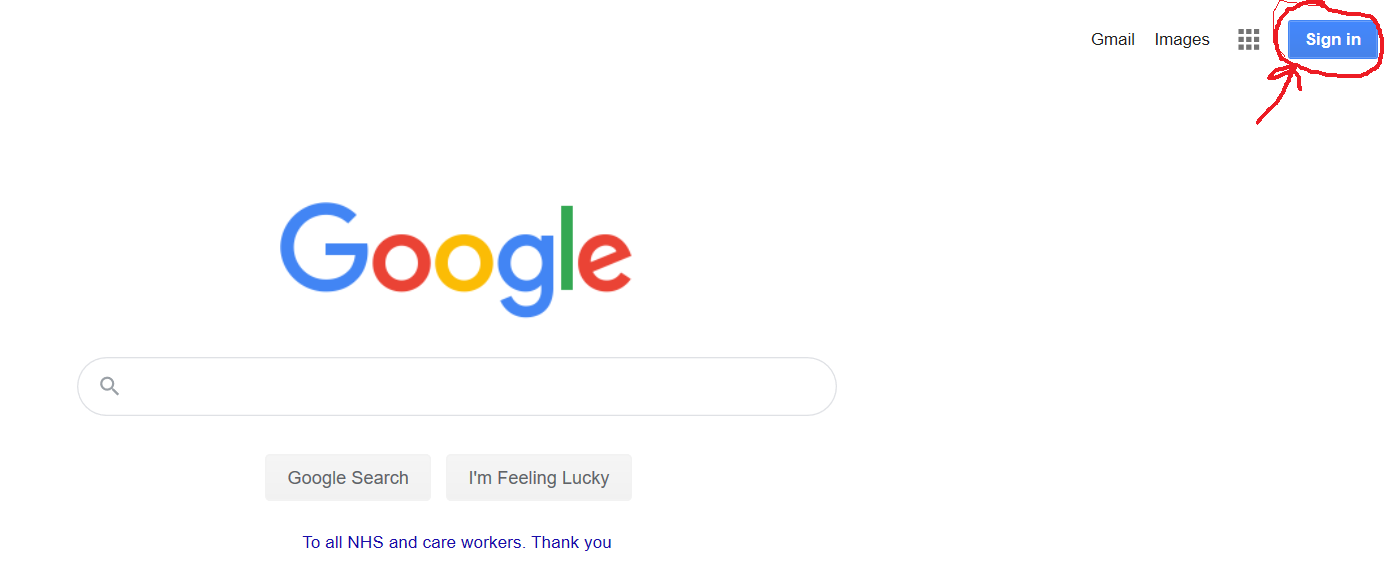 Gmail Images Sign in
Google
Google Search I'm Feeling Lucky
To all NHS and care workers. Thank you